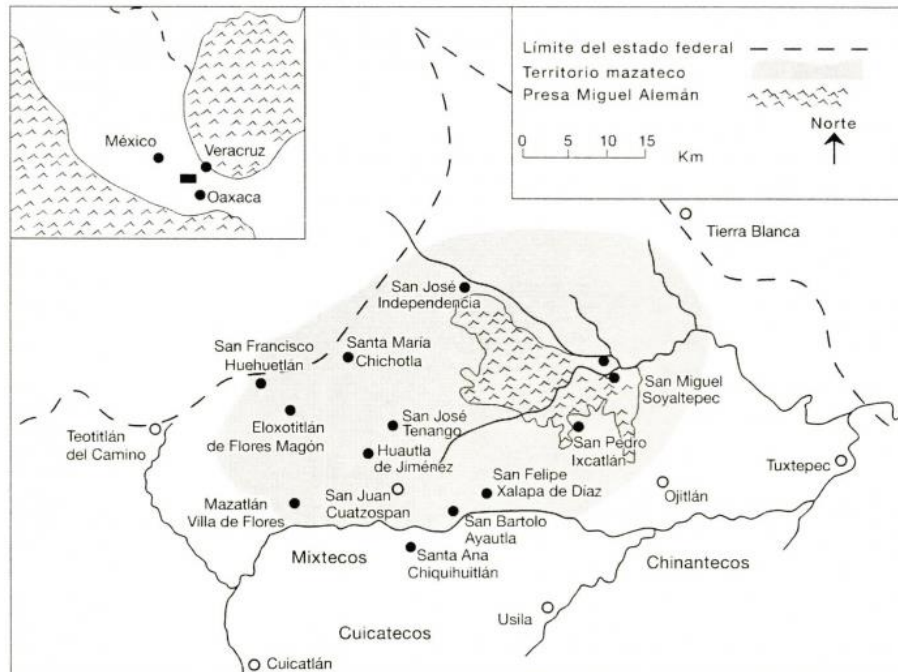 México
Veracruz
Oaxaca
Límite del estado federal
Territorio mazateco
Presa Miguel Alemán
Norte
0 5 10 15
Km
Tierra Blanca
San José
Independencia
San Francisco
Huehuetlán
Santa María
Chichotla
San Miguel
Soyaltepec
Eloxotitlán
de Flores Magón
San José
Tenango
Teotitlán
del Camino
San Pedro
Ixcatlán
Huautla
de Jiménez
Tuxtepec
San Felipe
Xalapa de Díaz
Ojitlán
Mazatlán
Villa de Flores
San Juan
Cuatzospan
San Bartolo
Ayautla
Mixtecos
Santa Ana
Chiquihuitlán
Chinantecos
Usila
Cuicatecos
Cuicatlán